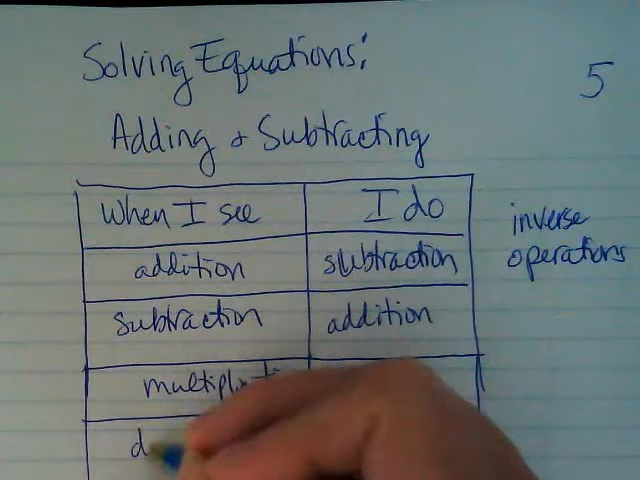 Solving Equations:
5
Adding & Subtracting
When I see I do
inverse
operations
addition subtraction
subtraction addition